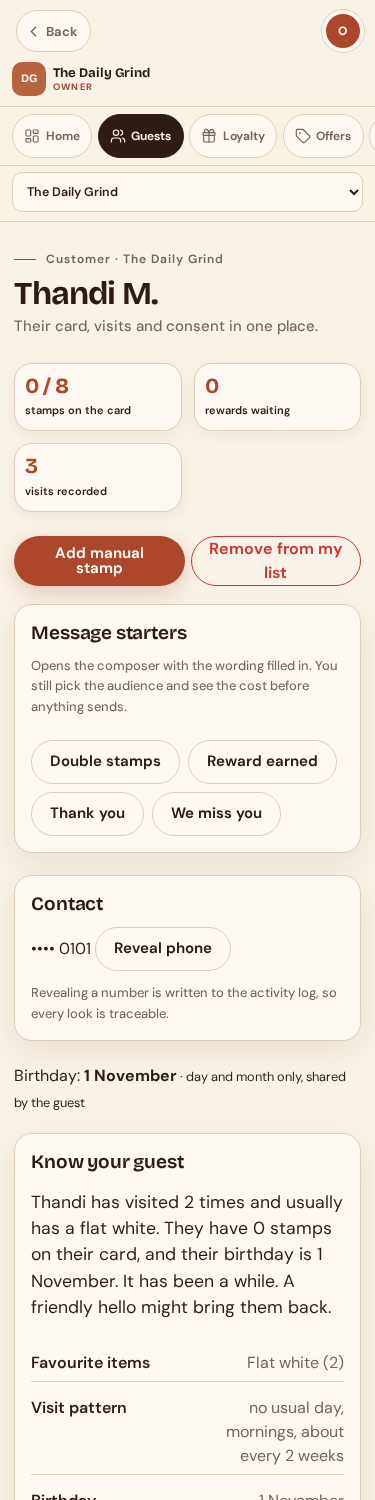 Back
O
DG
The Daily Grind
OWNER
Home
Guests
Loyalty
Offers
The Daily Grind
Customer · The Daily Grind
Thandi M.
Their card, visits and consent in one place.
0 / 8
stamps on the card
0
rewards waiting
3
visits recorded
Add manual
stamp
Remove from my
list
Message starters
Opens the composer with the wording filled in. You
still pick the audience and see the cost before
anything sends.
Double stamps
Reward earned
Thank you
We miss you
Contact
•••• 0101
Reveal phone
Revealing a number is written to the activity log, so
every look is traceable.
Birthday: 1 November · day and month only, shared
by the guest
Know your guest
Thandi has visited 2 times and usually
has a flat white. They have 0 stamps
on their card, and their birthday is 1
November. It has been a while. A
friendly hello might bring them back.
Favourite items
Flat white (2)
Visit pattern
no usual day,
mornings, about
every 2 weeks
Birthday
1 November